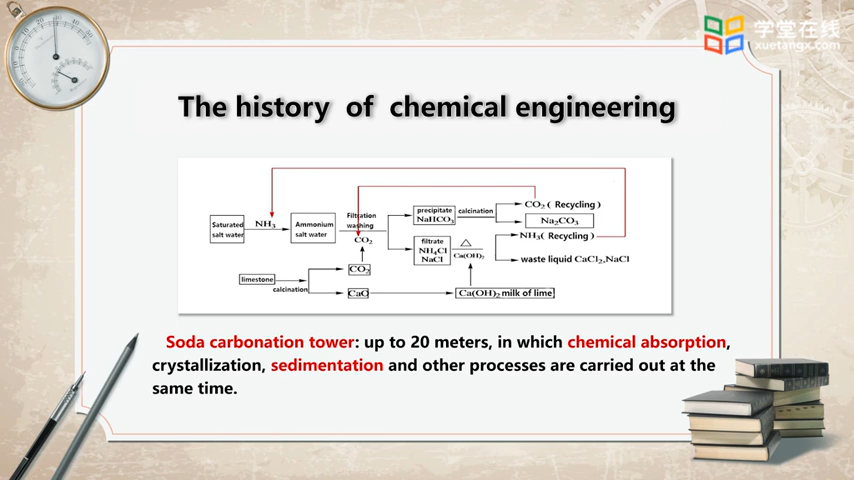 学堂在线
xuetangx.com
The history of chemical engineering
Saturated
salt water
NH3
Ammonium
salt water
Filtration
washing
CO2
precipitate
NaHCO3
calcination
CO2 ( Recycling )
Na2CO3
filtrate
NH4Cl
NaCl
△
Ca(OH)2
NH3( Recycling )
waste liquid CaCl2,NaCl
limestone
calcination
CO2
CaO
Ca(OH)2 milk of lime
Soda carbonation tower: up to 20 meters, in which chemical absorption,
crystallization, sedimentation and other processes are carried out at the
same time.